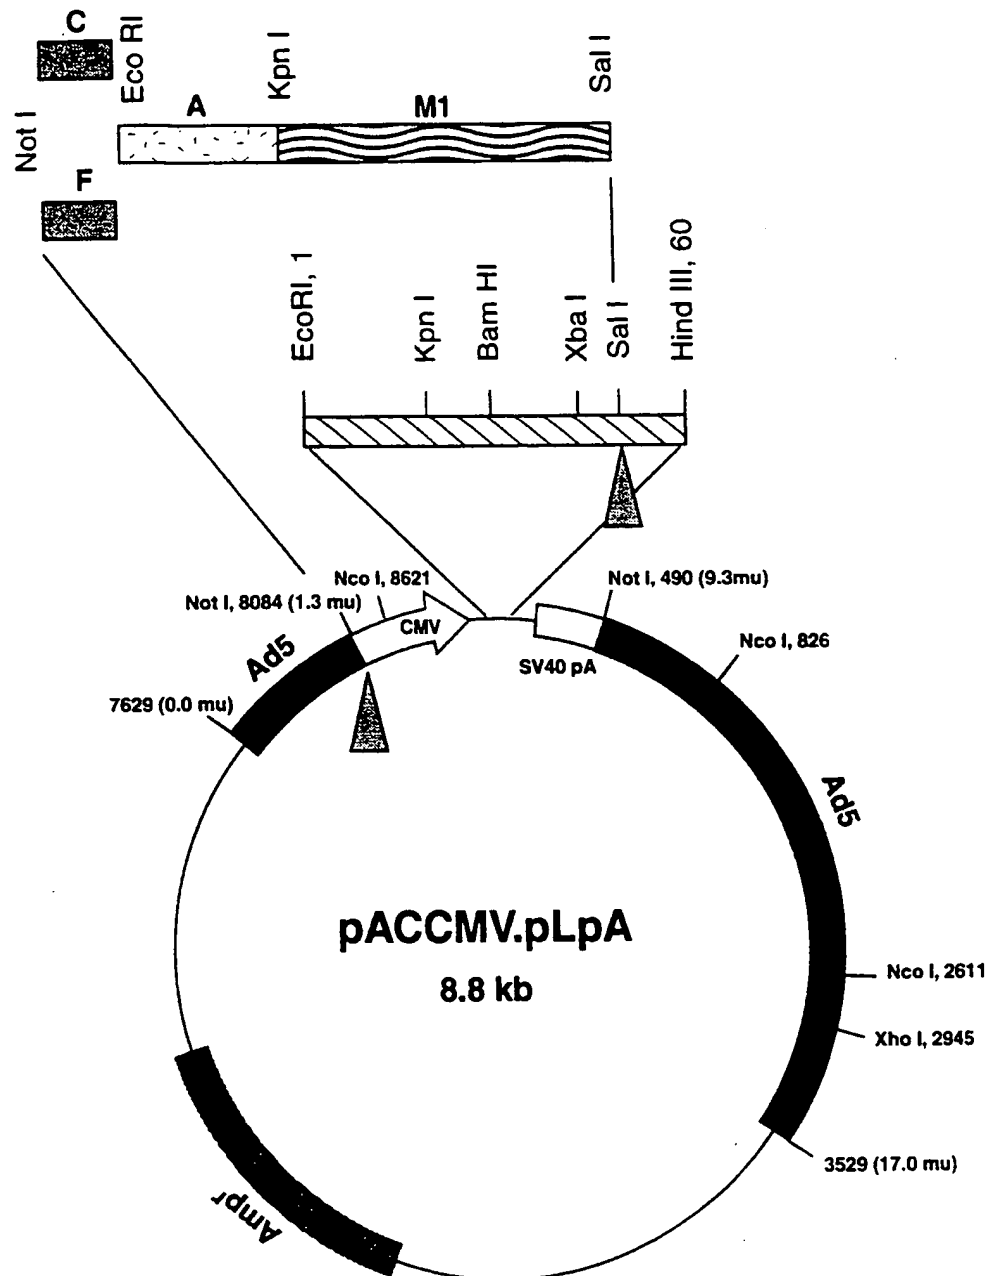 C
Eco RI
Kpn I
Sal I
A
M1
Not I
F
EcoRI, 1
Kpn I
Bam HI
Xba I
Sal I
Hind III, 60
Nco I, 8621
Not I, 490 (9.3mu)
Not I, 8084 (1.3 mu)
CMV
Nco I, 826
Ad5
SV40 pA
7629 (0.0 mu)
Ad5
pACCMV.pLpA
8.8 kb
Nco I, 2611
Xho I, 2945
3529 (17.0 mu)
Ampr